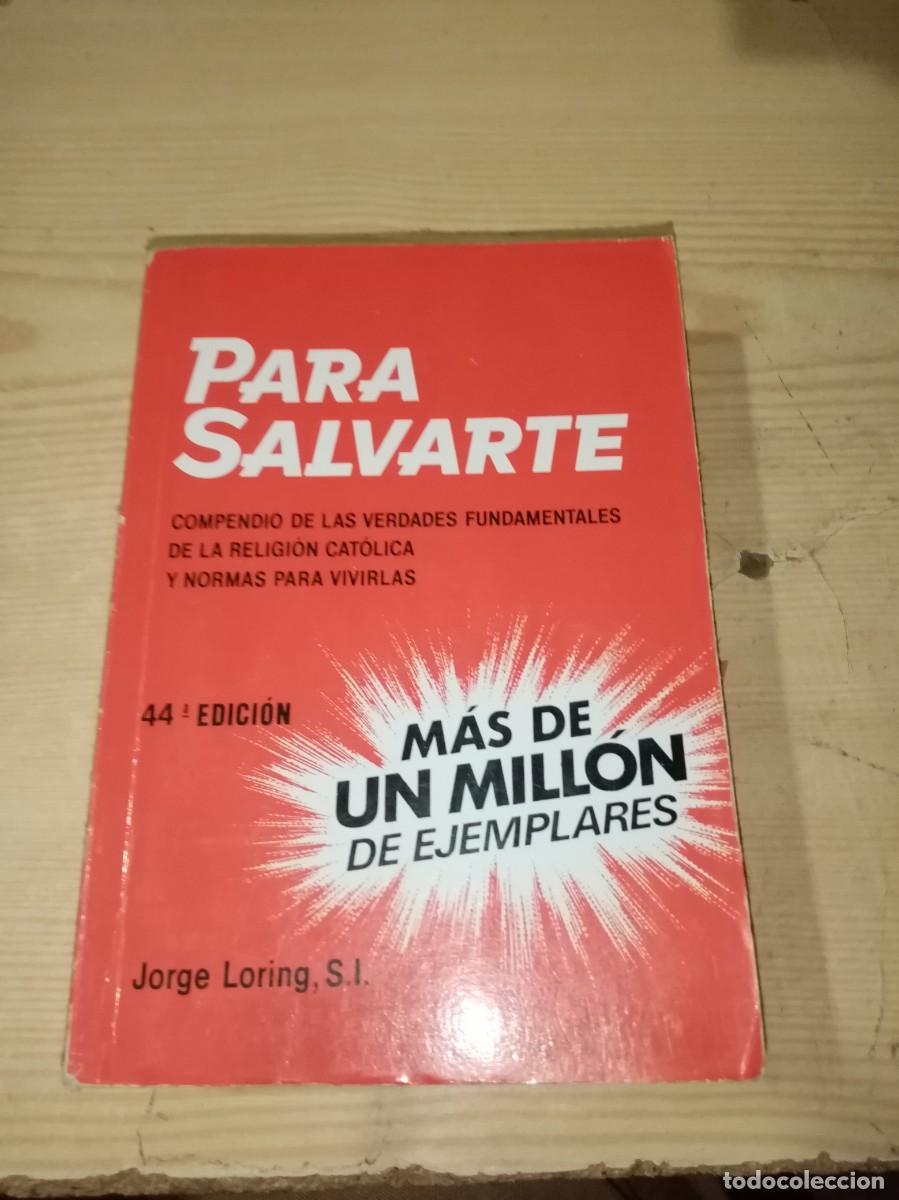 PARA
SALVARTE
COMPENDIO DE LAS VERDADES FUNDAMENTALES
DE LA RELIGIÓN CATÓLICA
Y NORMAS PARA VIVIRLAS
44ª EDICIÓN
MÁS DE
UN MILLÓN
DE EJEMPLARES
Jorge Loring, S.I.
todocoleccion